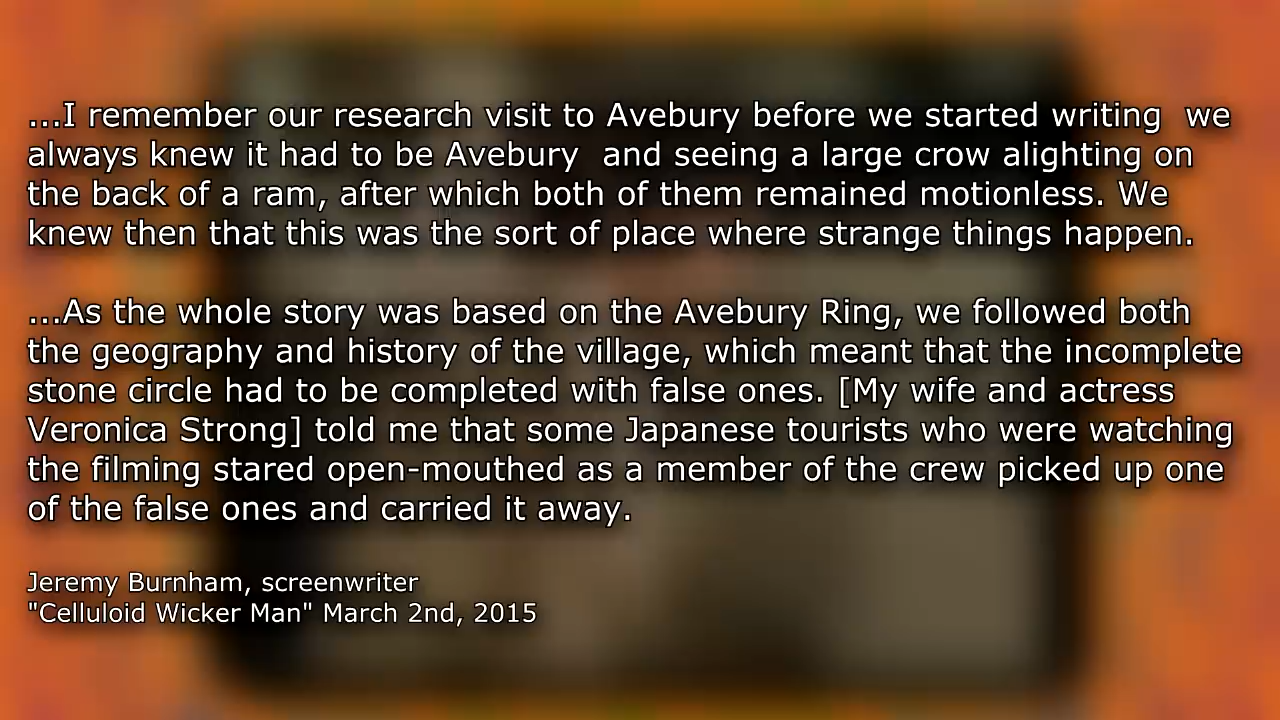 ...I remember our research visit to Avebury before we started writing  we
always knew it had to be Avebury  and seeing a large crow alighting on
the back of a ram, after which both of them remained motionless. We
knew then that this was the sort of place where strange things happen.
...As the whole story was based on the Avebury Ring, we followed both
the geography and history of the village, which meant that the incomplete
stone circle had to be completed with false ones. [My wife and actress
Veronica Strong] told me that some Japanese tourists who were watching
the filming stared open-mouthed as a member of the crew picked up one
of the false ones and carried it away.
Jeremy Burnham, screenwriter
"Celluloid Wicker Man" March 2nd, 2015